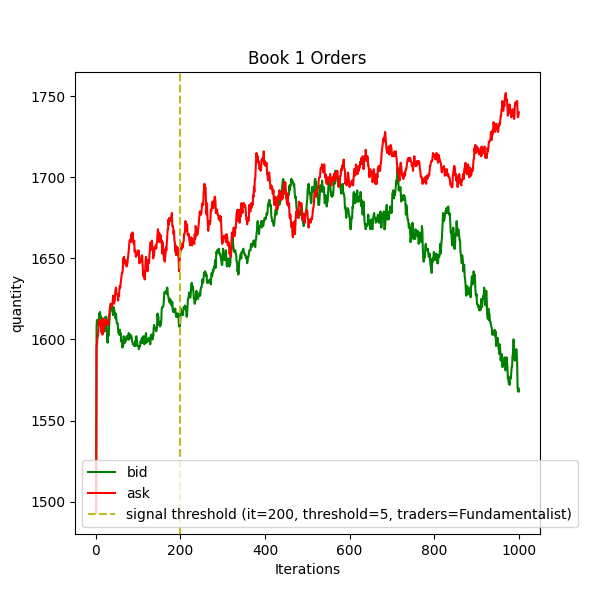 Book 1 Orders
1750
1700
1650
1600
1550
1500
quantity
bid
ask
signal threshold (it=200, threshold=5, traders=Fundamentalist)
0
200
400
600
800
1000
Iterations